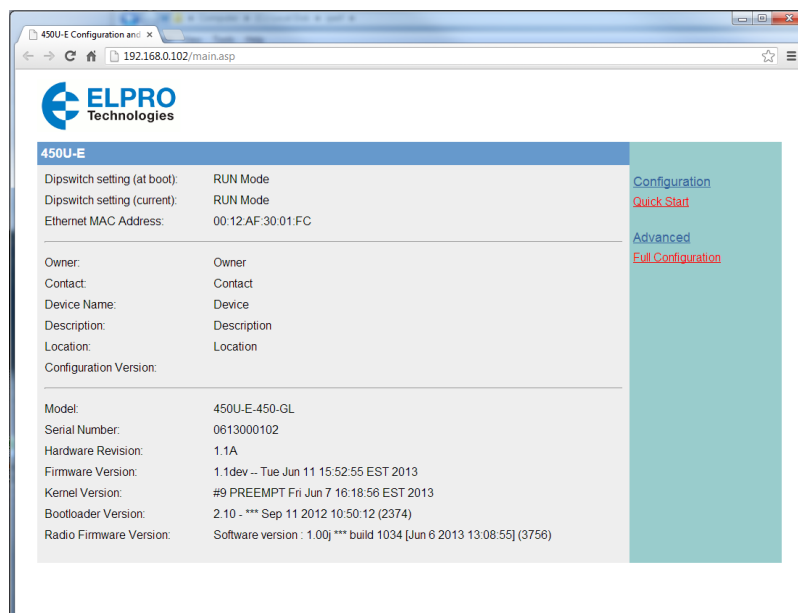 450U-E Configuration and
192.168.0.102/main.asp
ELPRO
Technologies
450U-E
Dipswitch setting (at boot): RUN Mode
Dipswitch setting (current): RUN Mode
Ethernet MAC Address: 00:12:AF:30:01:FC
Owner: Owner
Contact: Contact
Device Name: Device
Description: Description
Location: Location
Configuration Version:
Model: 450U-E-450-GL
Serial Number: 0613000102
Hardware Revision: 1.1A
Firmware Version: 1.1dev -- Tue Jun 11 15:52:55 EST 2013
Kernel Version: #9 PREEMPT Fri Jun 7 16:18:56 EST 2013
Bootloader Version: 2.10 - *** Sep 11 2012 10:50:12 (2374)
Radio Firmware Version: Software version : 1.00j *** build 1034 [Jun 6 2013 13:08:55] (3756)
Configuration
Quick Start
Advanced
Full Configuration